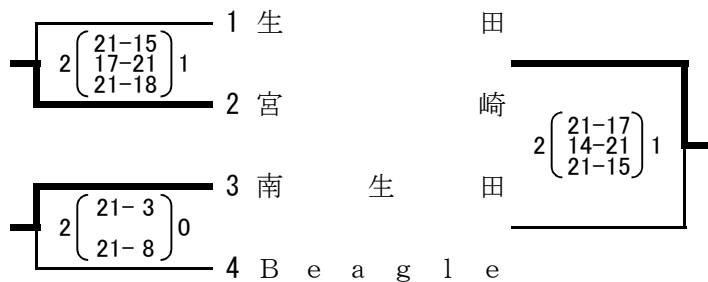 1 生 田
2 ( 21-15 17-21 21-18 ) 1
2 宮 崎
2 ( 21-17 14-21 21-15 ) 1
3 南 生 田
2 ( 21- 3 21- 8 ) 0
4 B e a g l e